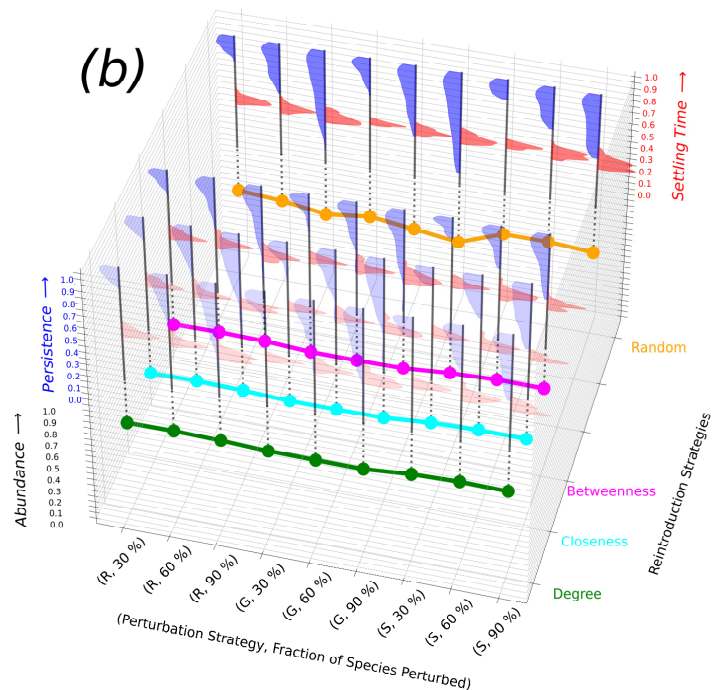 (b)
1.0
0.9
0.8
0.7
0.6
0.5
0.4
0.3
0.2
0.1
0.0
Settling Time →
Persistence →
1.0
0.9
0.8
0.7
0.6
0.5
0.4
0.3
0.2
0.1
0.0
Abundance →
1.0
0.9
0.8
0.7
0.6
0.5
0.4
0.3
0.2
0.1
0.0
Random
Betweenness
Closeness
Degree
Reintroduction Strategies
(R, 30 %)
(R, 60 %)
(R, 90 %)
(G, 30 %)
(G, 60 %)
(G, 90 %)
(S, 30 %)
(S, 60 %)
(S, 90 %)
(Perturbation Strategy, Fraction of Species Perturbed)